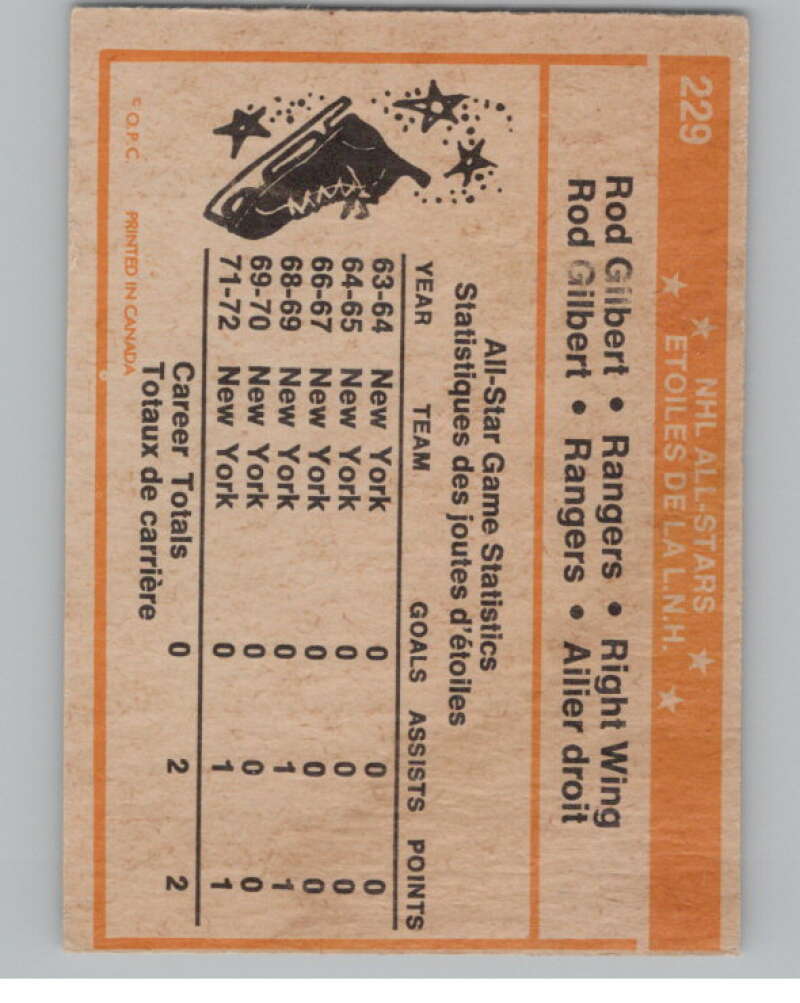 229
NHL ALL-STARS
ETOILES DE LA L.N.H.
Rod Gilbert • Rangers • Right Wing
Rod Gilbert • Rangers • Ailier droit
All-Star Game Statistics
Statistiques des joutes d'étoiles
YEAR TEAM GOALS ASSISTS POINTS
63-64 New York 0 0 0
64-65 New York 0 0 0
66-67 New York 0 0 0
68-69 New York 0 1 1
69-70 New York 0 0 0
71-72 New York 0 1 1
Career Totals 0 2 2
Totaux de carrière
© O.P.C. PRINTED IN CANADA